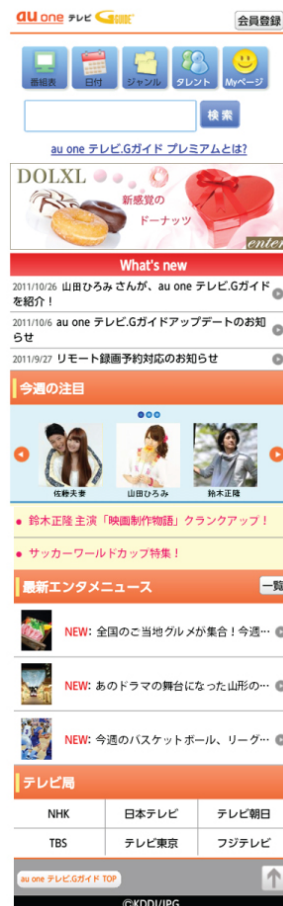 au one テレビ GGUIDE
会員登録
番組表 日付 ジャンル タレント Myページ
検索
au one テレビ.Gガイド プレミアムとは?
DOLXL
新感覚の
ドーナッツ
enter
What's new
2011/10/26 山田ひろみ さんが、au one テレビ.Gガイド
を紹介！
2011/10/6 au one テレビ.Gガイドアップデートのお知
らせ
2011/9/27 リモート録画予約対応のお知らせ
今週の注目
佐藤夫妻 山田ひろみ 鈴木正隆
● 鈴木正隆 主演「映画制作物語」クランクアップ！
● サッカーワールドカップ特集！
最新エンタメニュース 一覧
NEW: 全国のご当地グルメが集合！今週…
NEW: あのドラマの舞台になった山形の…
NEW: 今週のバスケットボール、リーグ…
テレビ局
NHK 日本テレビ テレビ朝日
TBS テレビ東京 フジテレビ
au one テレビ.Gガイド TOP
©KDDI/IPG